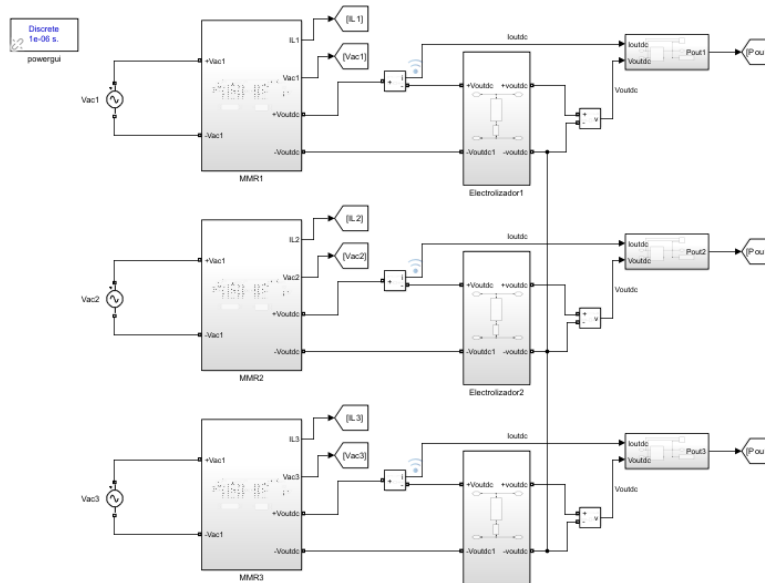 Discrete
1e-06 s.
powergui
Vac1
+Vac1
-Vac1
IL1
Vac1
+Voutdc
-Voutdc
MMR1
[IL1]
[Vac1]
+
i
-
Ioutdc
+Voutdc
-Voutdc1
+voutdc
-voutdc
Electrolizador1
+
-
v
Voutdc
Ioutdc
Voutdc
Pout1
[Pou
Vac2
+Vac1
-Vac1
IL2
Vac2
+Voutdc
-Voutdc
MMR2
[IL2]
[Vac2]
+
i
-
Ioutdc
+Voutdc
-Voutdc1
+voutdc
-voutdc
Electrolizador2
+
-
v
Voutdc
Ioutdc
Voutdc
Pout2
[Pou
Vac3
+Vac1
-Vac1
IL3
Vac3
+Voutdc
-Voutdc
MMR3
[IL3]
[Vac3]
+
i
-
Ioutdc
+Voutdc
-Voutdc1
+voutdc
-voutdc
+
-
v
Voutdc
Ioutdc
Voutdc
Pout3
[Pou